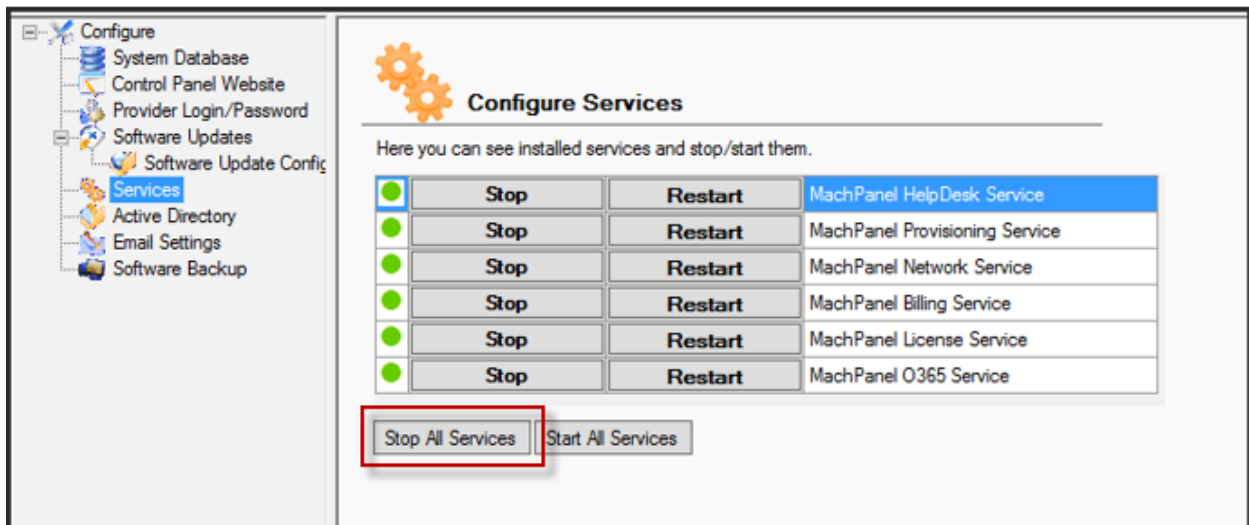 Configure
System Database
Control Panel Website
Provider Login/Password
Software Updates
Software Update Config
Services
Active Directory
Email Settings
Software Backup
Configure Services
Here you can see installed services and stop/start them.
Stop Restart MachPanel HelpDesk Service
Stop Restart MachPanel Provisioning Service
Stop Restart MachPanel Network Service
Stop Restart MachPanel Billing Service
Stop Restart MachPanel License Service
Stop Restart MachPanel O365 Service
Stop All Services Start All Services